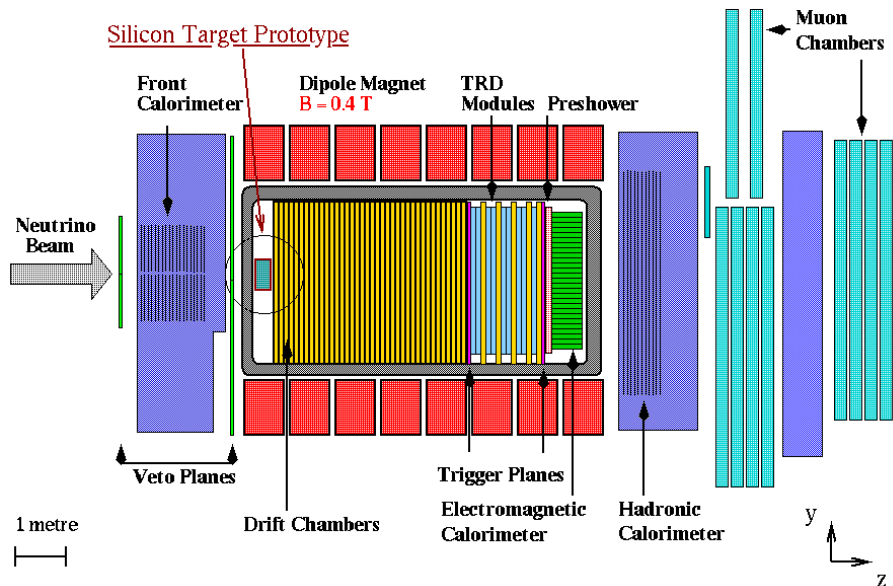 Silicon Target Prototype
Muon
Chambers
Front
Calorimeter
Dipole Magnet
B = 0.4 T
TRD
Modules
Preshower
Neutrino
Beam
Veto Planes
Drift Chambers
Trigger Planes
Electromagnetic
Calorimeter
Hadronic
Calorimeter
1 metre
y
z